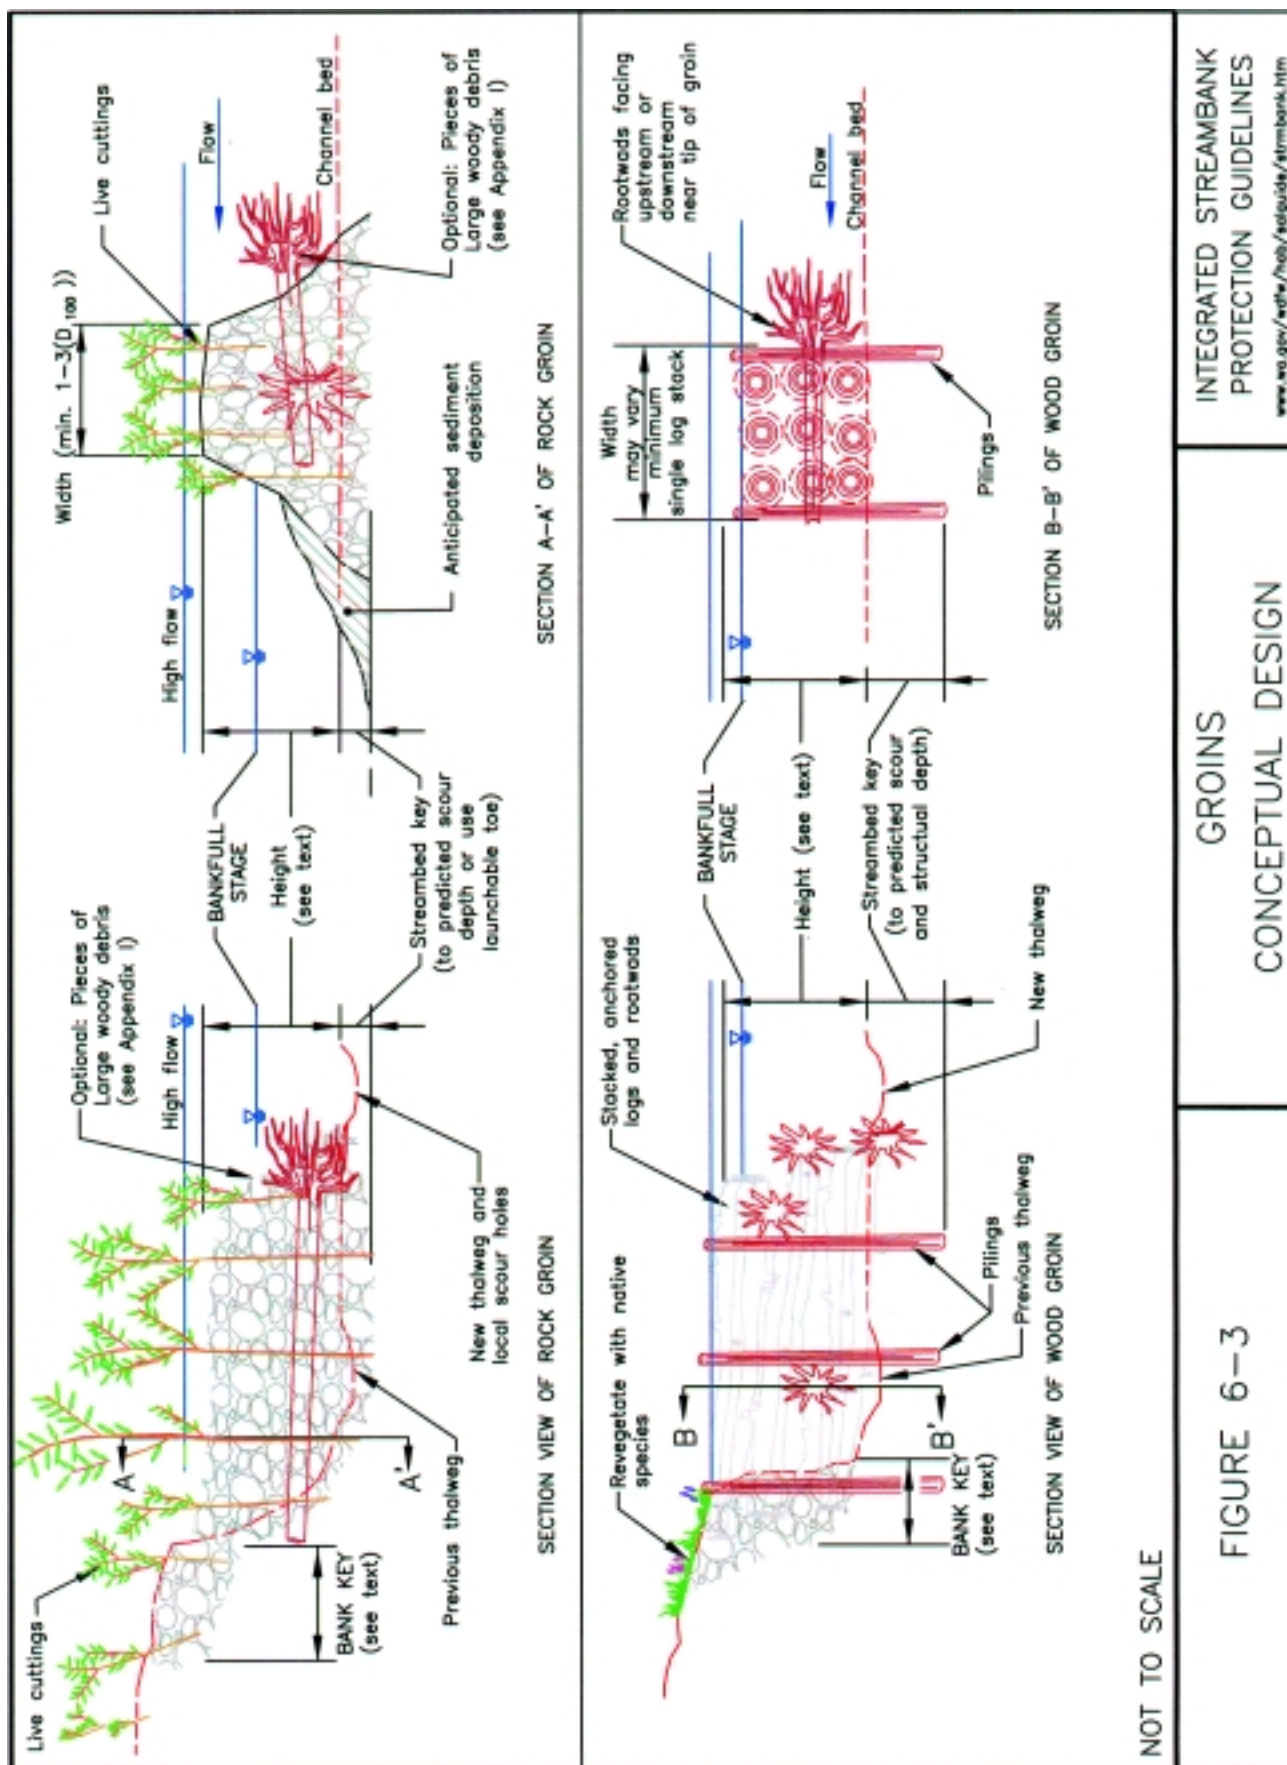 Live cuttings
A
A'
BANK KEY
(see text)
Previous thalweg
New thalweg and
local scour holes
Optional: Pieces of
Large woody debris
(see Appendix I)
High flow
SECTION VIEW OF ROCK GROIN
BANKFULL
STAGE
Height
(see text)
Streambed key
(to predicted scour
depth or use
launchable toe)
High flow
Width (min. 1-3(D100 ))
Live cuttings
Flow
Channel bed
Optional: Pieces of
Large woody debris
(see Appendix I)
Anticipated sediment
deposition
SECTION A-A' OF ROCK GROIN
Revegetate with native
species
B
B'
BANK KEY
(see text)
Stacked, anchored
logs and rootwads
Pilings
Previous thalweg
New thalweg
SECTION VIEW OF WOOD GROIN
BANKFULL
STAGE
Height (see text)
Streambed key
(to predicted scour
and structual depth)
Width
may vary
minimum
single log stack
Rootwads facing
upstream or
downstream
near tip of groin
Flow
Channel bed
Pilings
SECTION B-B' OF WOOD GROIN
NOT TO SCALE
FIGURE 6-3
GROINS
CONCEPTUAL DESIGN
INTEGRATED STREAMBANK
PROTECTION GUIDELINES